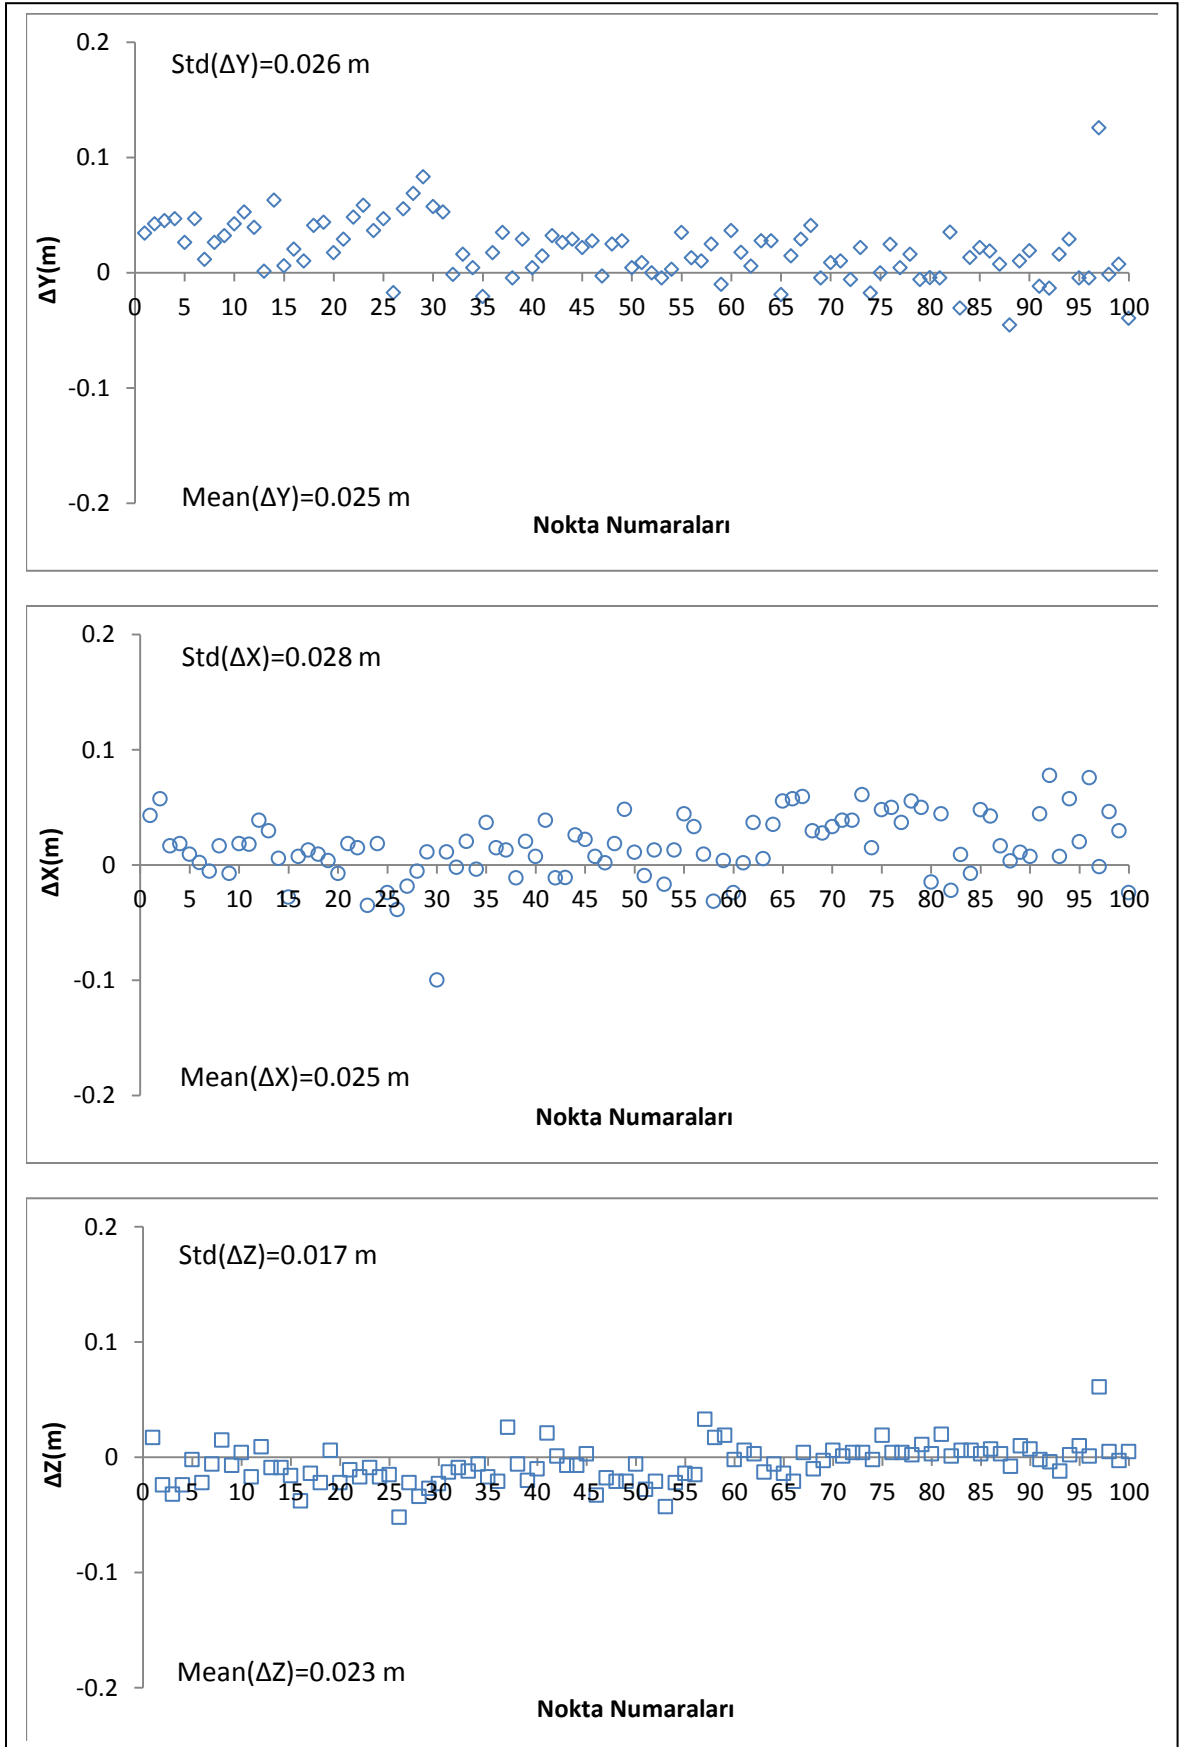 0.2
Std(ΔY)=0.026 m
0.1
ΔY(m)
0
0 5 10 15 20 25 30 35 40 45 50 55 60 65 70 75 80 85 90 95 100
-0.1
-0.2
Mean(ΔY)=0.025 m
Nokta Numaraları
0.2
Std(ΔX)=0.028 m
0.1
ΔX(m)
0
0 5 10 15 20 25 30 35 40 45 50 55 60 65 70 75 80 85 90 95 100
-0.1
Mean(ΔX)=0.025 m
-0.2
Nokta Numaraları
0.2
Std(ΔZ)=0.017 m
0.1
ΔZ(m)
0
0 5 10 15 20 25 30 35 40 45 50 55 60 65 70 75 80 85 90 95 100
-0.1
Mean(ΔZ)=0.023 m
-0.2
Nokta Numaraları